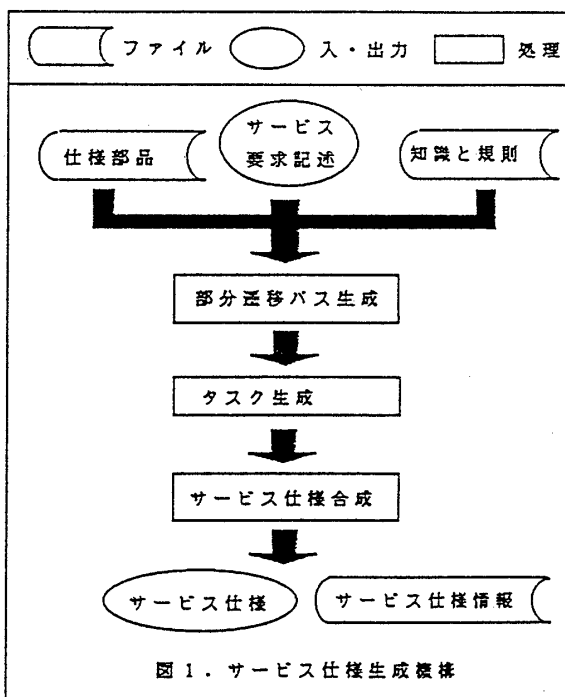 ファイル 入・出力 処理
仕様部品
サービス
要求記述
知識と規則
部分遷移パス生成
タスク生成
サービス仕様合成
サービス仕様
サービス仕様情報
図1．サービス仕様生成機構